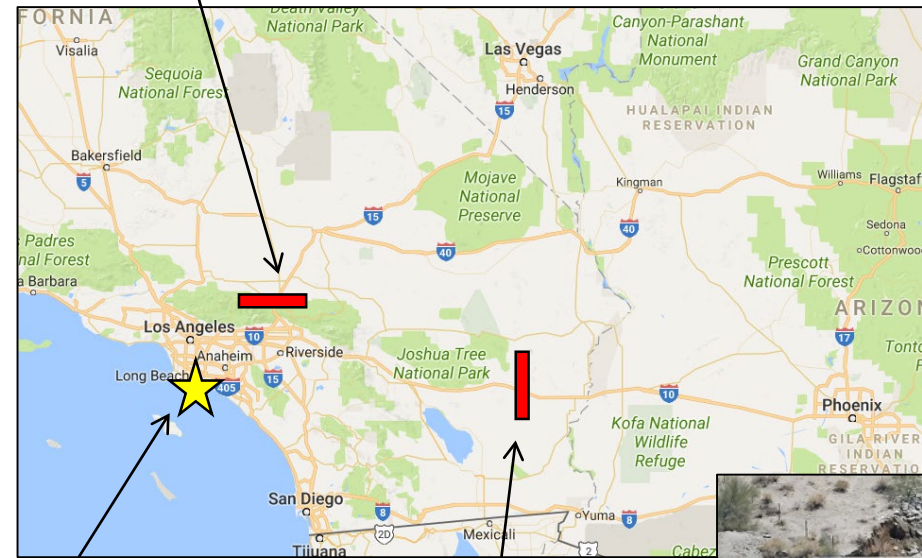 FORNIA
Death Valley
National Park
Visalia
Sequoia
National Forest
Las Vegas
Henderson
15
Canyon-Parashant
National
Monument
Grand Canyon
National Park
HUALAPAI INDIAN
RESERVATION
Bakersfield
5
Mojave
National
Preserve
15
40
Kingman
40
Williams
Flagstaf
Sedona
Cottonwoo
s Padres
nal Forest
a Barbara
Prescott
National Forest
ARIZON
17
Tonto
F
Los Angeles
10
Anaheim
Riverside
Long Beach
405
15
Joshua Tree
National Park
10
Kofa National
Wildlife
Refuge
Phoenix
GILA RIVER
INDIAN
RESERVATIO
San Diego
8
Tijuana
2D
Mexicali
Yuma
8
2
Cabez